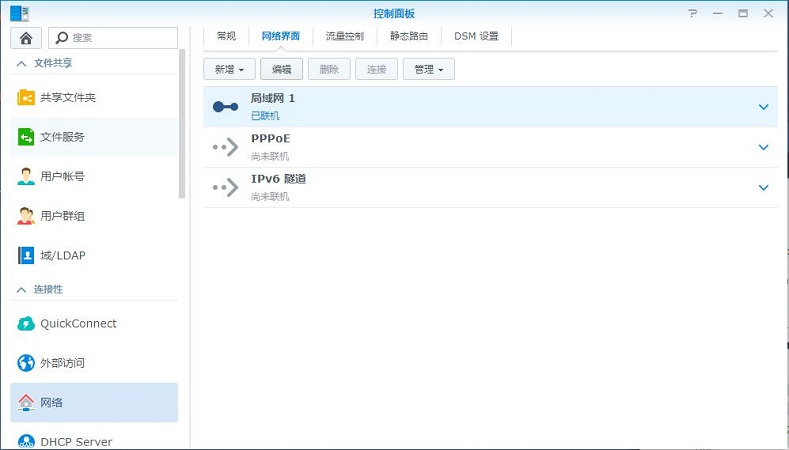 控制面板
搜索
常规 网络界面 流量控制 静态路由 DSM 设置
文件共享
共享文件夹
文件服务
用户帐号
用户群组
域/LDAP
连接性
QuickConnect
外部访问
网络
DHCP Server
新增 编辑 删除 连接 管理
局域网 1
已联机
PPPoE
尚未联机
IPv6 隧道
尚未联机